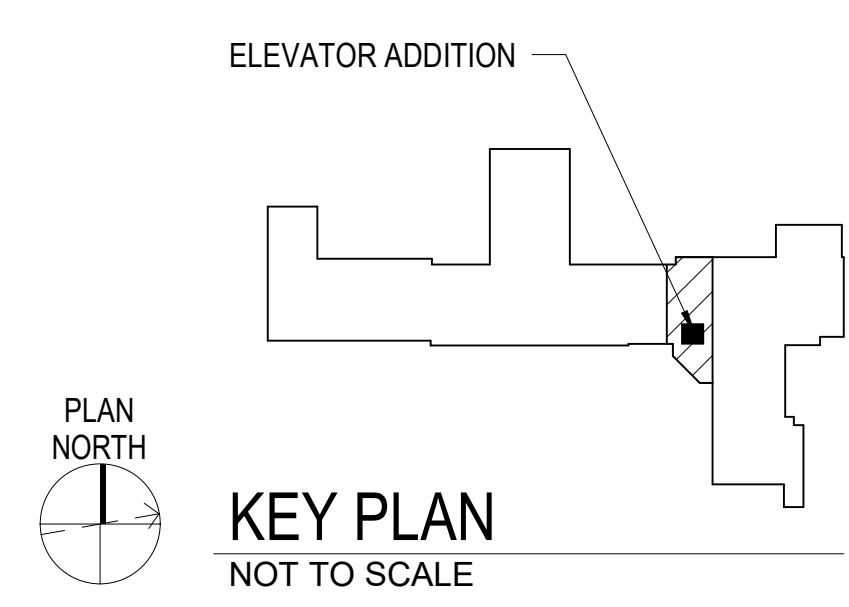 ELEVATOR ADDITION
PLAN
NORTH
KEY PLAN
NOT TO SCALE